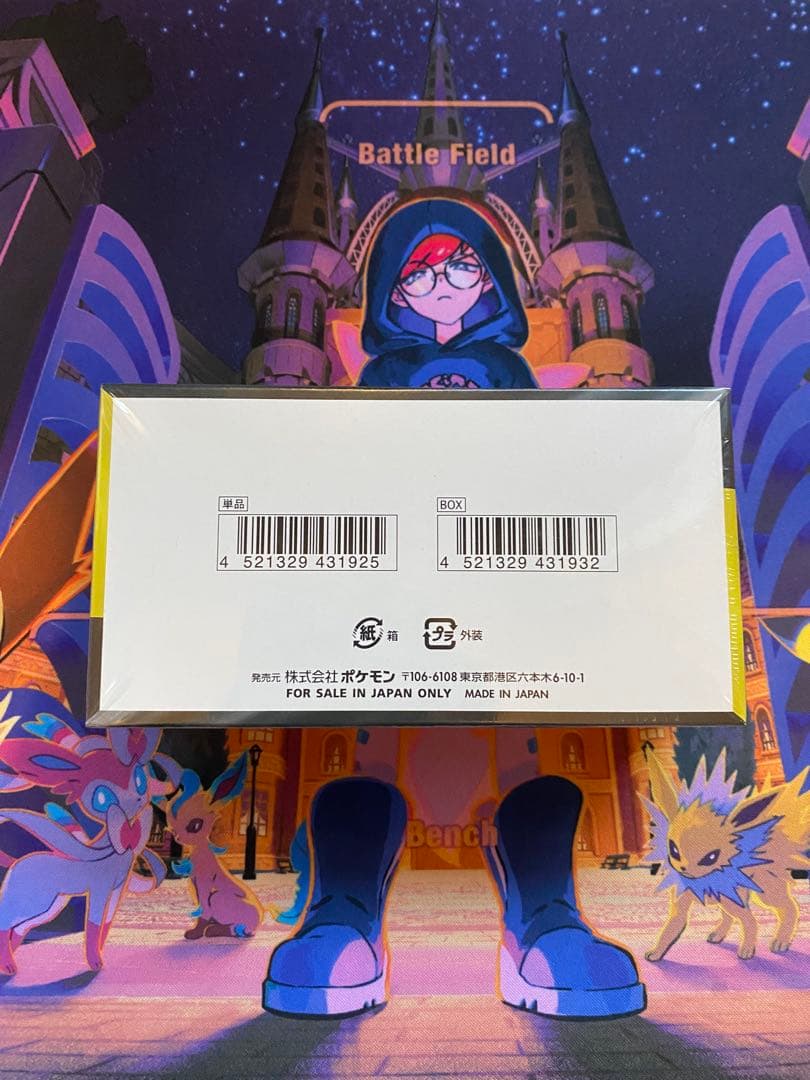 Battle Field
単品
4 521329 431925
BOX
4 521329 431932
紙 箱
プラ 外装
発売元 株式会社 ポケモン 〒106-6108 東京都港区六本木6-10-1
FOR SALE IN JAPAN ONLY MADE IN JAPAN
Bench